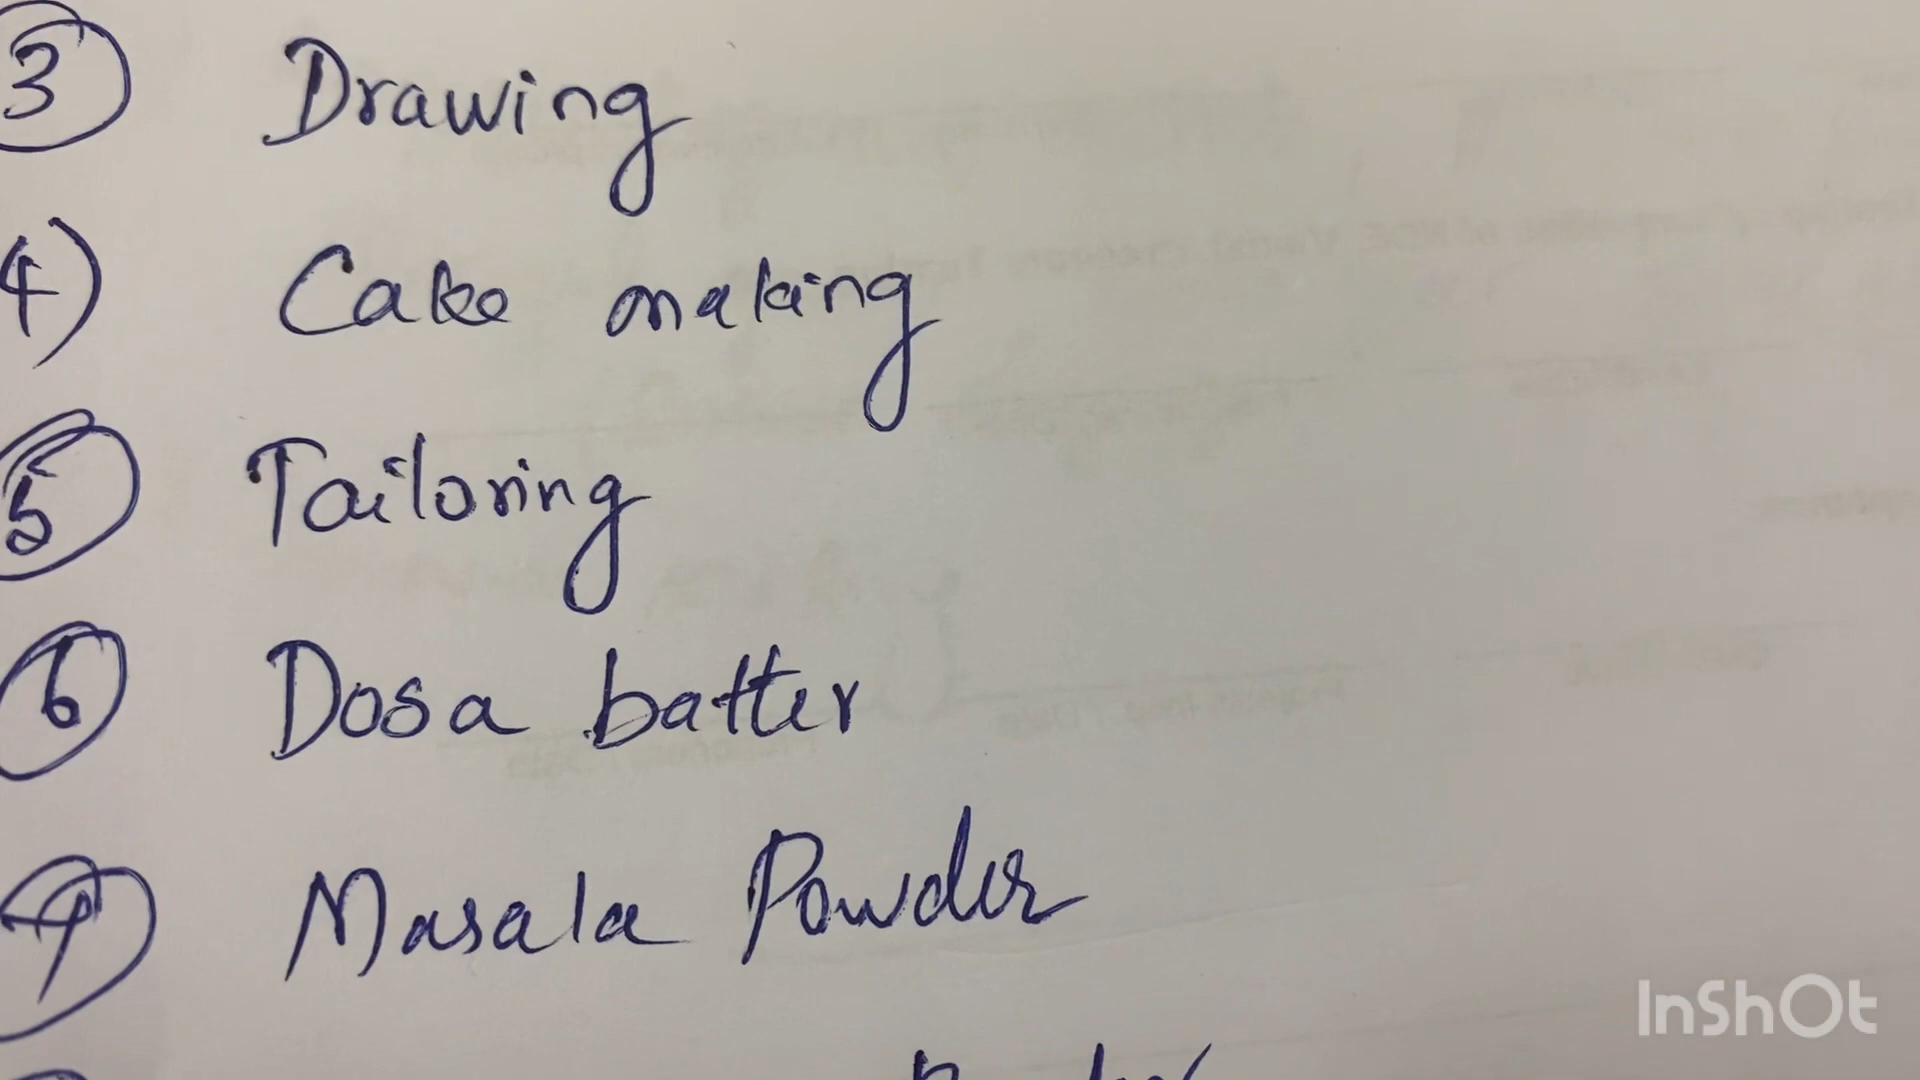 3 Drawing
4) Cake making
5 Tailoring
6 Dosa batter
7 Masala Powder
InShOt